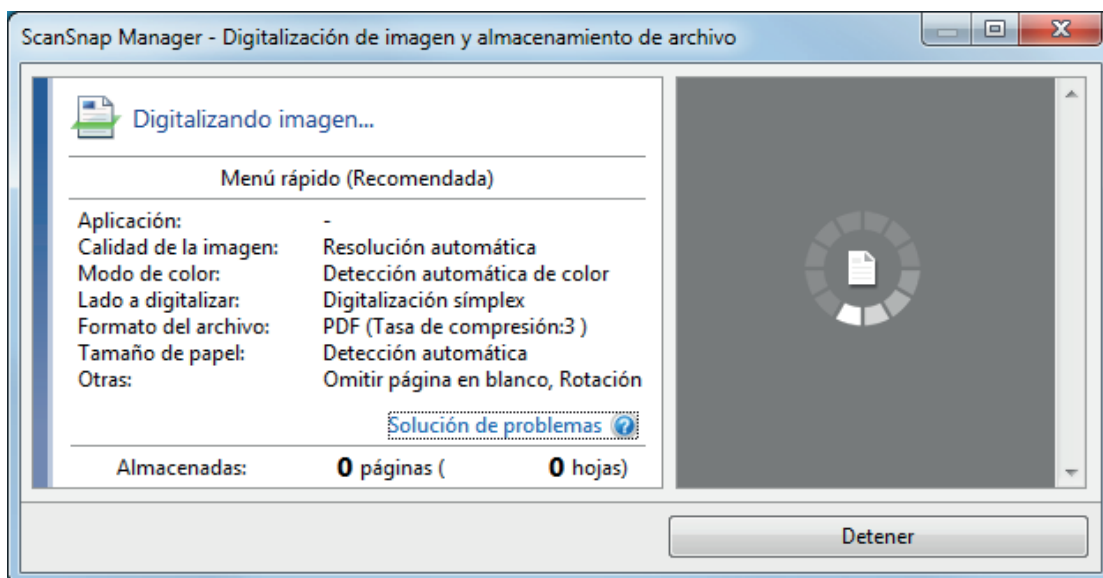 ScanSnap Manager - Digitalización de imagen y almacenamiento de archivo
Digitalizando imagen...
Menú rápido (Recomendada)
Aplicación: -
Calidad de la imagen: Resolución automática
Modo de color: Detección automática de color
Lado a digitalizar: Digitalización símplex
Formato del archivo: PDF (Tasa de compresión:3 )
Tamaño de papel: Detección automática
Otras: Omitir página en blanco, Rotación
Solución de problemas
Almacenadas: 0 páginas ( 0 hojas)
Detener